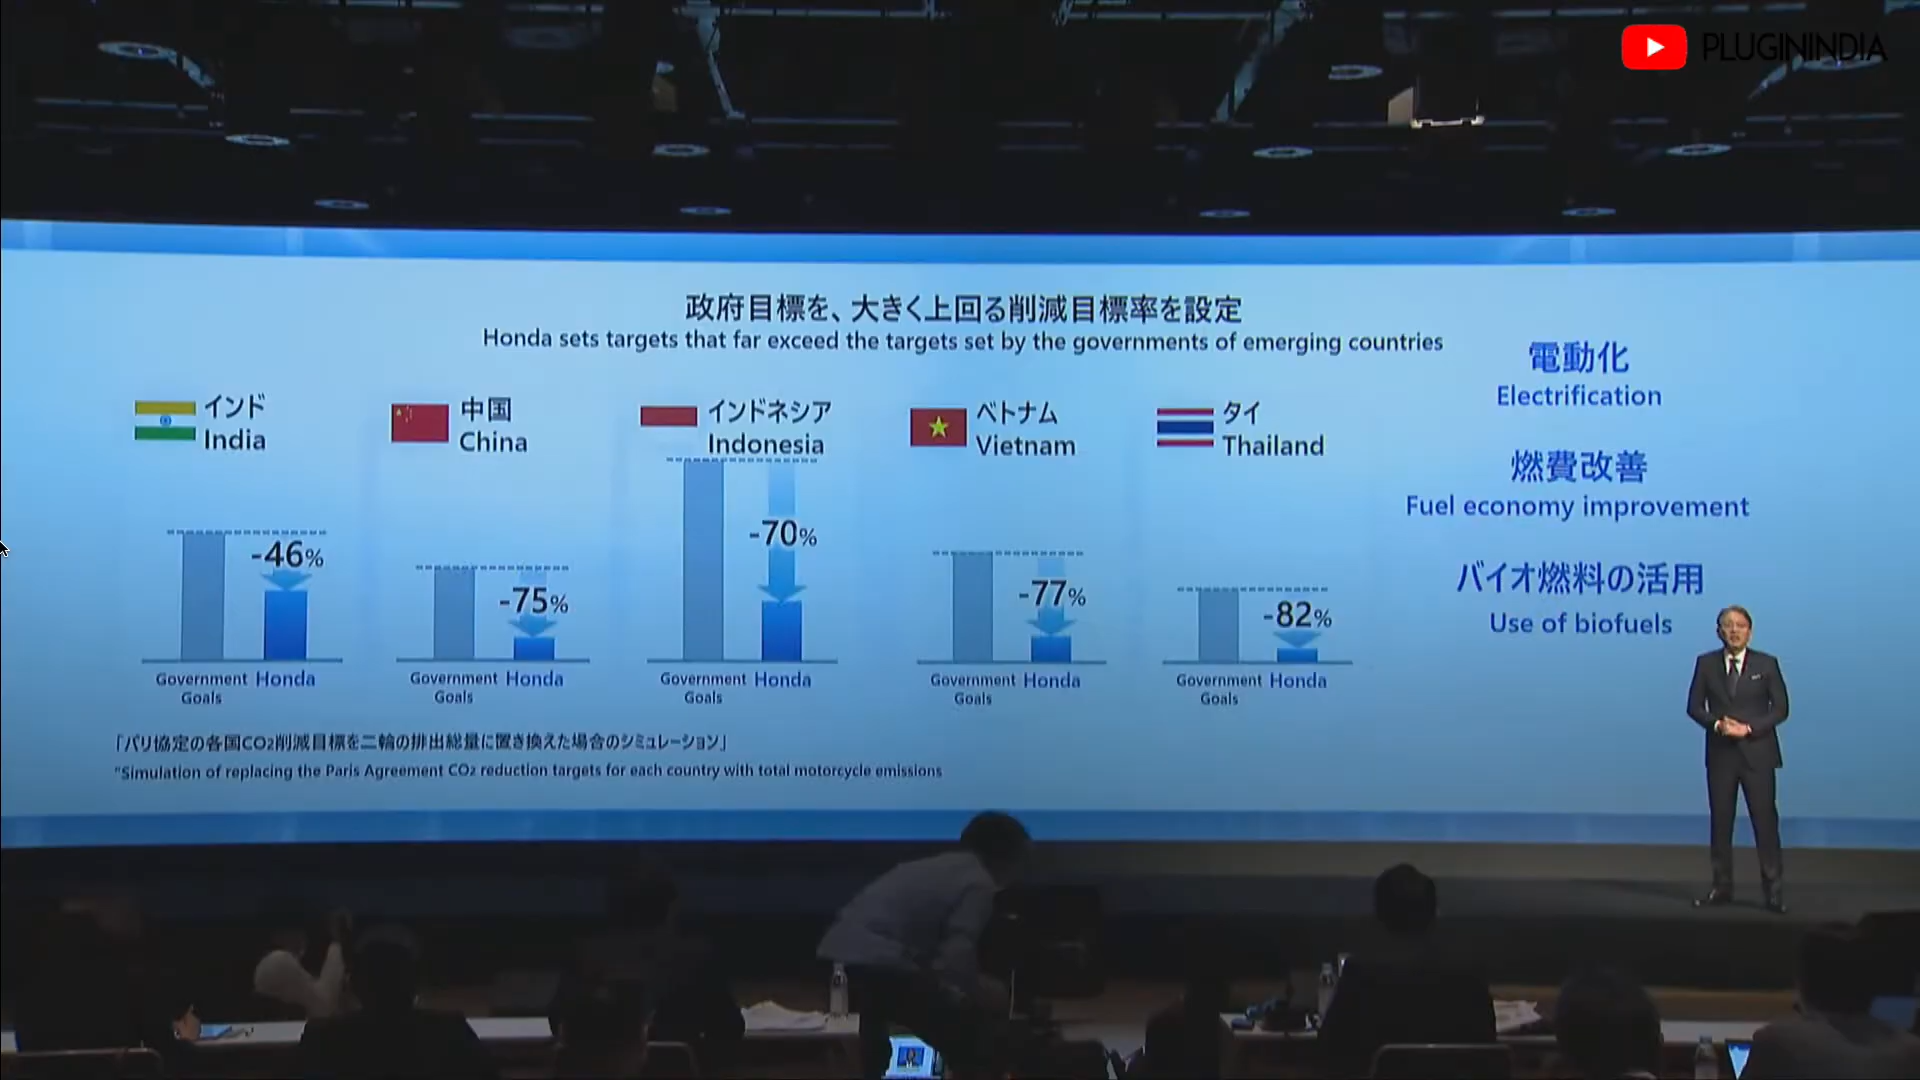 PLUGININDIA
政府目標を、大きく上回る削減目標率を設定
Honda sets targets that far exceed the targets set by the governments of emerging countries
インド
India
-46%
Government Goals
Honda
中国
China
-75%
Government Goals
Honda
インドネシア
Indonesia
-70%
Government Goals
Honda
ベトナム
Vietnam
-77%
Government Goals
Honda
タイ
Thailand
-82%
Government Goals
Honda
電動化
Electrification
燃費改善
Fuel economy improvement
バイオ燃料の活用
Use of biofuels
「パリ協定の各国CO2削減目標を二輪の排出総量に置き換えた場合のシミュレーション」
"Simulation of replacing the Paris Agreement CO2 reduction targets for each country with total motorcycle emissions